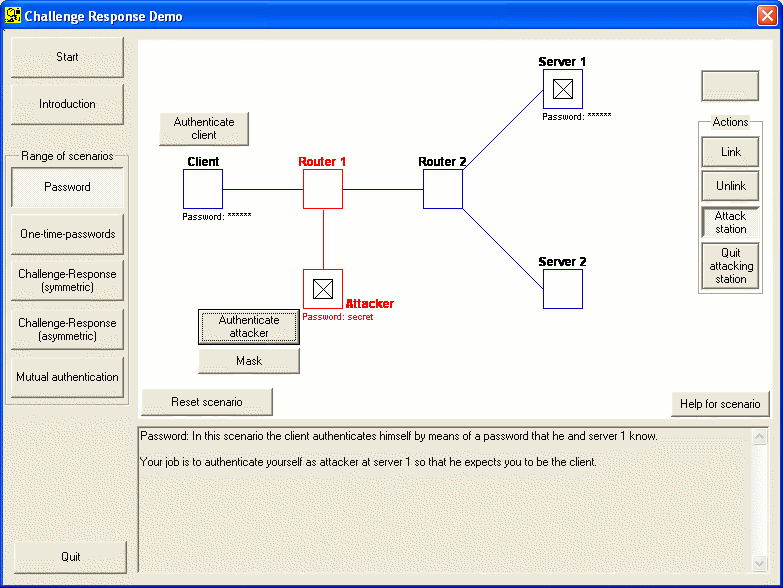 Challenge Response Demo
Start
Introduction
Range of scenarios
Password
One-time-passwords
Challenge-Response
(symmetric)
Challenge-Response
(asymmetric)
Mutual authentication
Quit
Authenticate
client
Client
Password: ******
Router 1
Router 2
Server 1
Password: ******
Server 2
Attacker
Password: secret
Authenticate
attacker
Mask
Reset scenario
Help for scenario
Actions
Link
Unlink
Attack
station
Quit
attacking
station
Password: In this scenario the client authenticates himself by means of a password that he and server 1 know.
Your job is to authenticate yourself as attacker at server 1 so that he expects you to be the client.